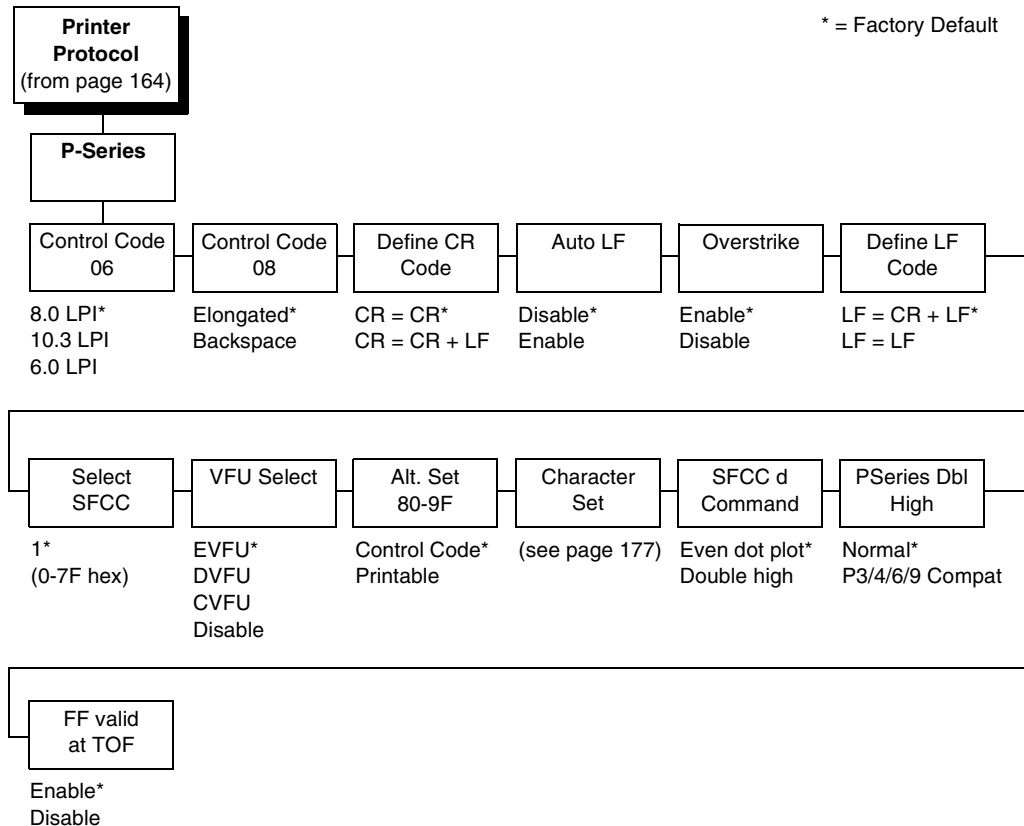 Printer
Protocol
(from page 164)
* = Factory Default
P-Series
Control Code
06
8.0 LPI*
10.3 LPI
6.0 LPI
Control Code
08
Elongated*
Backspace
Define CR
Code
CR = CR*
CR = CR + LF
Auto LF
Disable*
Enable
Overstrike
Enable*
Disable
Define LF
Code
LF = CR + LF*
LF = LF
Select
SFCC
1*
(0-7F hex)
VFU Select
EVFU*
DVFU
CVFU
Disable
Alt. Set
80-9F
Control Code*
Printable
Character
Set
(see page 177)
SFCC d
Command
Even dot plot*
Double high
PSeries Dbl
High
Normal*
P3/4/6/9 Compat
FF valid
at TOF
Enable*
Disable